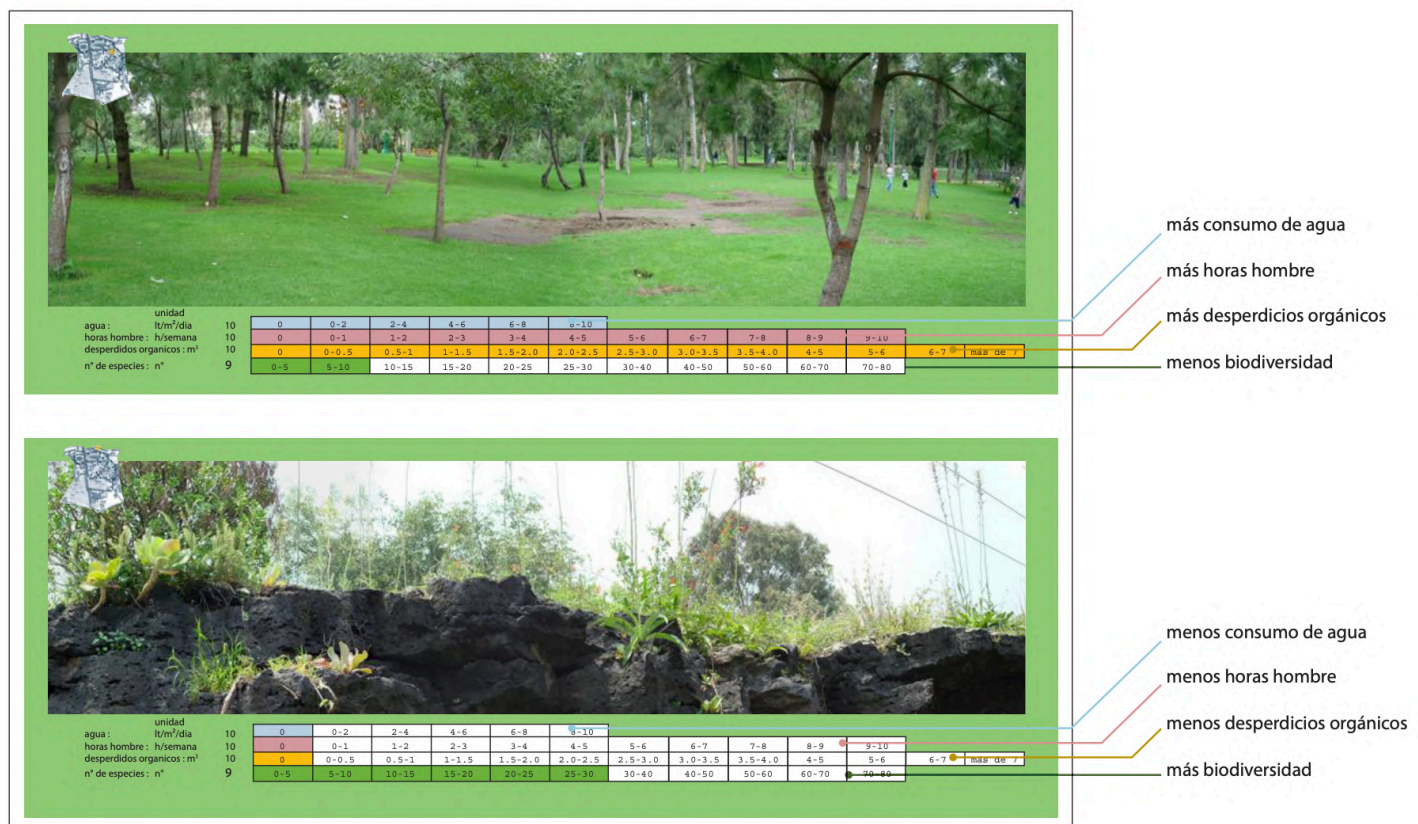 unidad
agua : lt/m²/dia 10 0 0-2 2-4 4-6 6-8 8-10
horas hombre : h/semana 10 0 0-1 1-2 2-3 3-4 4-5 5-6 6-7 7-8 8-9 9-10
desperdidos organicos : m³ 10 0 0-0.5 0.5-1 1-1.5 1.5-2.0 2.0-2.5 2.5-3.0 3.0-3.5 3.5-4.0 4-5 5-6 6-7 mas de 7
n° de especies : n° 9 0-5 5-10 10-15 15-20 20-25 25-30 30-40 40-50 50-60 60-70 70-80
más consumo de agua
más horas hombre
más desperdicios orgánicos
menos biodiversidad
unidad
agua : lt/m²/dia 10 0 0-2 2-4 4-6 6-8 8-10
horas hombre : h/semana 10 0 0-1 1-2 2-3 3-4 4-5 5-6 6-7 7-8 8-9 9-10
desperdidos organicos : m³ 10 0 0-0.5 0.5-1 1-1.5 1.5-2.0 2.0-2.5 2.5-3.0 3.0-3.5 3.5-4.0 4-5 5-6 6-7 mas de 7
n° de especies : n° 9 0-5 5-10 10-15 15-20 20-25 25-30 30-40 40-50 50-60 60-70 70-80
menos consumo de agua
menos horas hombre
menos desperdicios orgánicos
más biodiversidad